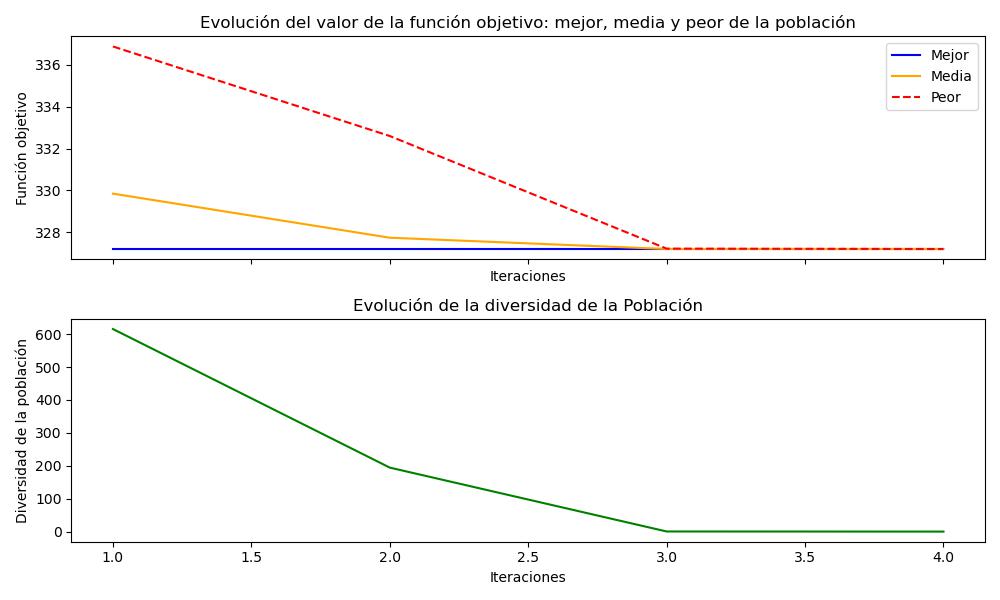 Evolución del valor de la función objetivo: mejor, media y peor de la población
Mejor
Media
Peor
336
334
332
330
328
Función objetivo
Iteraciones
Evolución de la diversidad de la Población
600
500
400
300
200
100
0
Diversidad de la población
1.0 1.5 2.0 2.5 3.0 3.5 4.0
Iteraciones